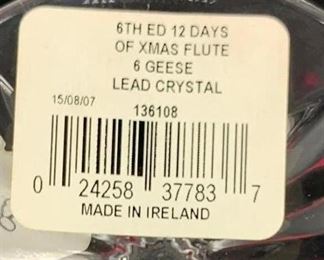 6TH ED 12 DAYS
OF XMAS FLUTE
6 GEESE
LEAD CRYSTAL
15/08/07
136108
0 24258 37783 7
MADE IN IRELAND
8